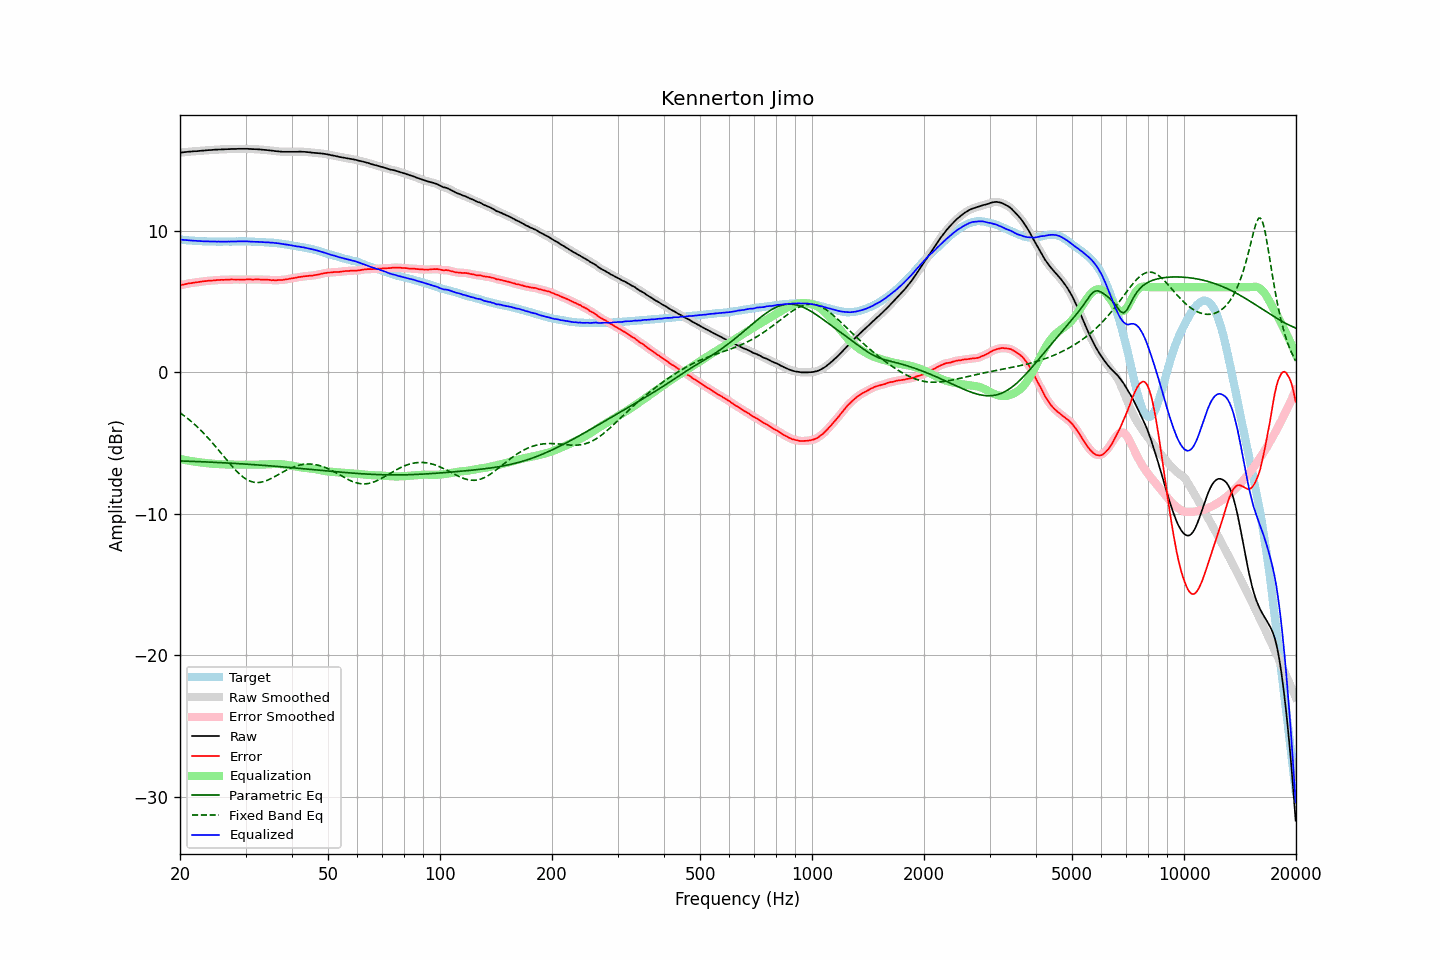 Kennerton Jimo
Amplitude (dBr)
10
0
−10
−20
−30
Target
Raw Smoothed
Error Smoothed
Raw
Error
Equalization
Parametric Eq
Fixed Band Eq
Equalized
20 50 100 200 500 1000 2000 5000 10000 20000
Frequency (Hz)